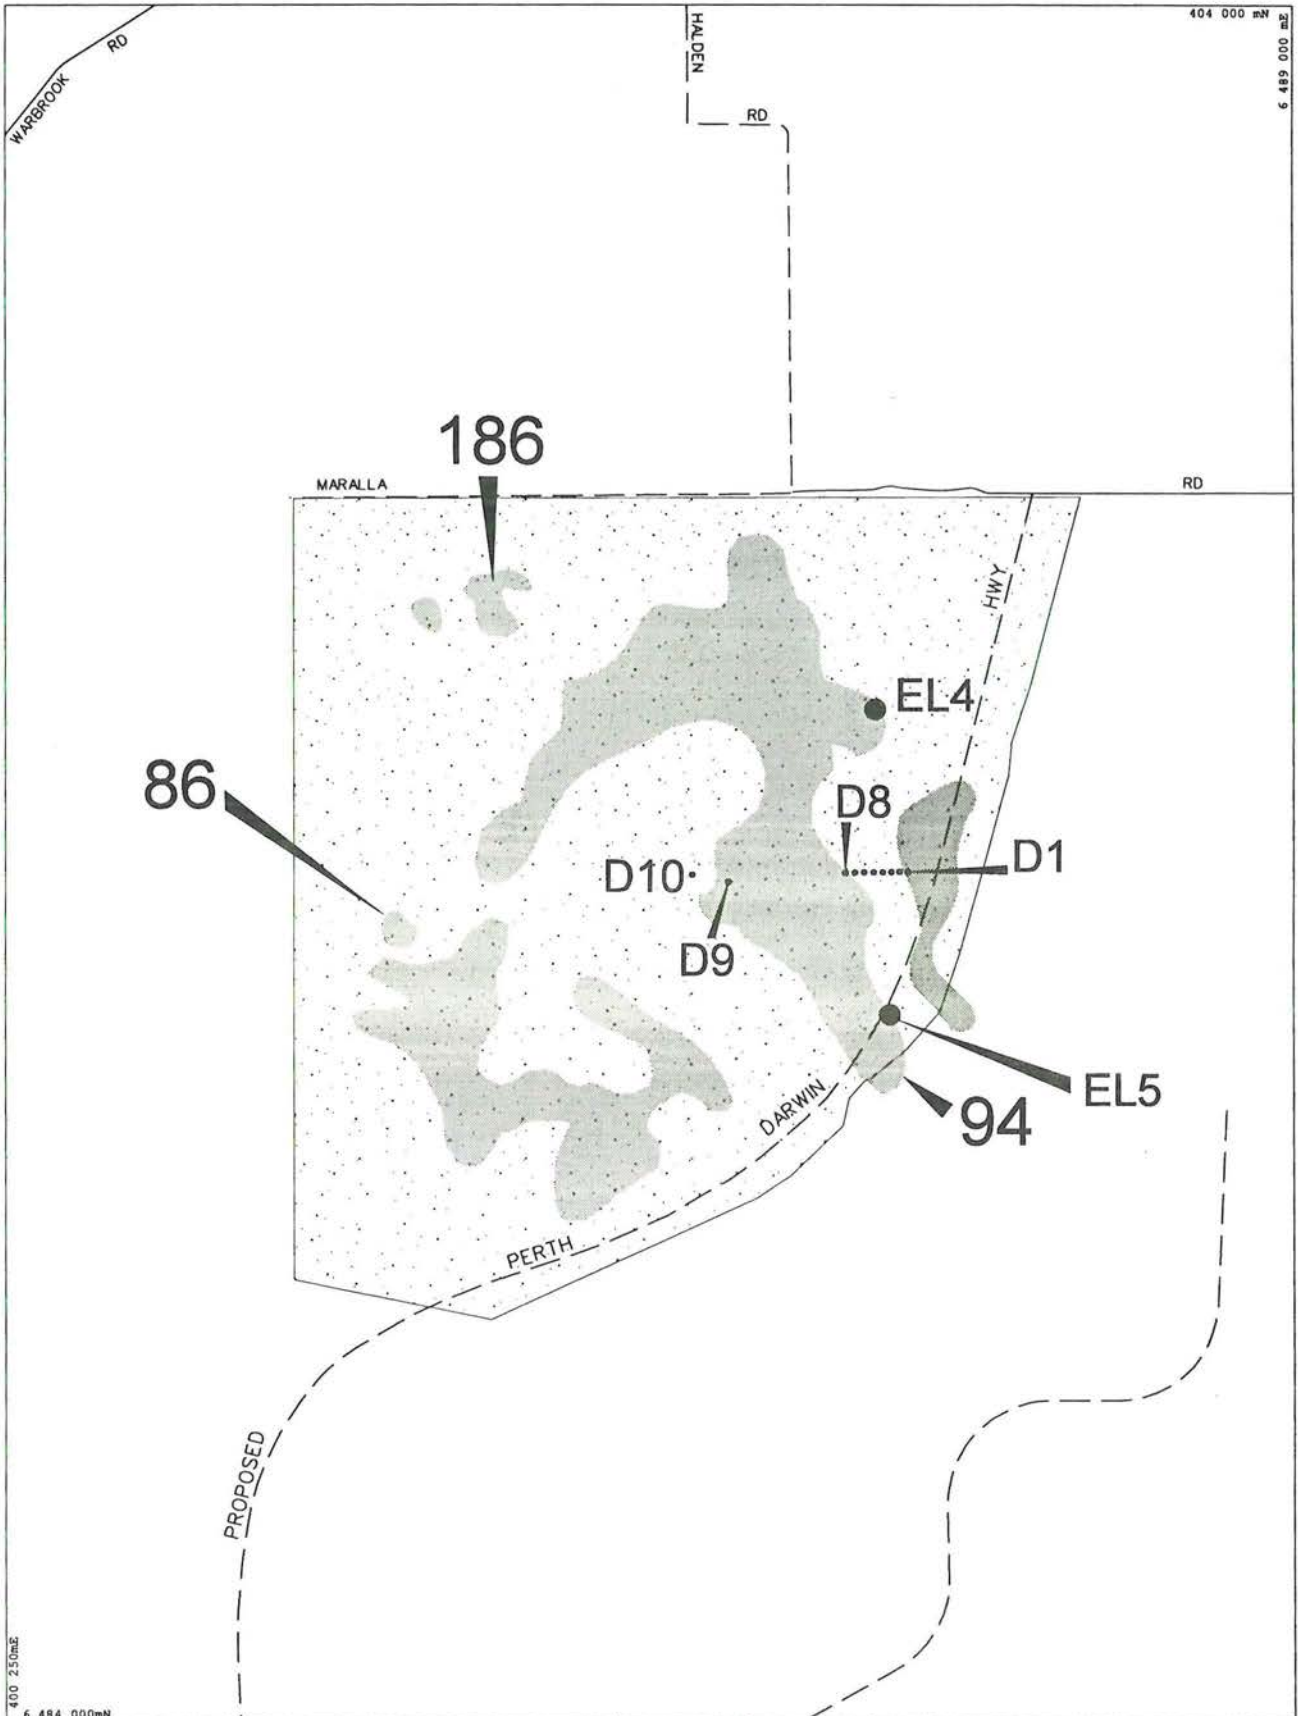 WARBROOK RD
HALDEN
RD
404 000 mN
6 489 000 mE
186
MARALLA
RD
HWY
EL4
86
D8
D1
D10
D9
EL5
94
DARWIN
PERTH
PROPOSED
400 250mE
6 484 000mN